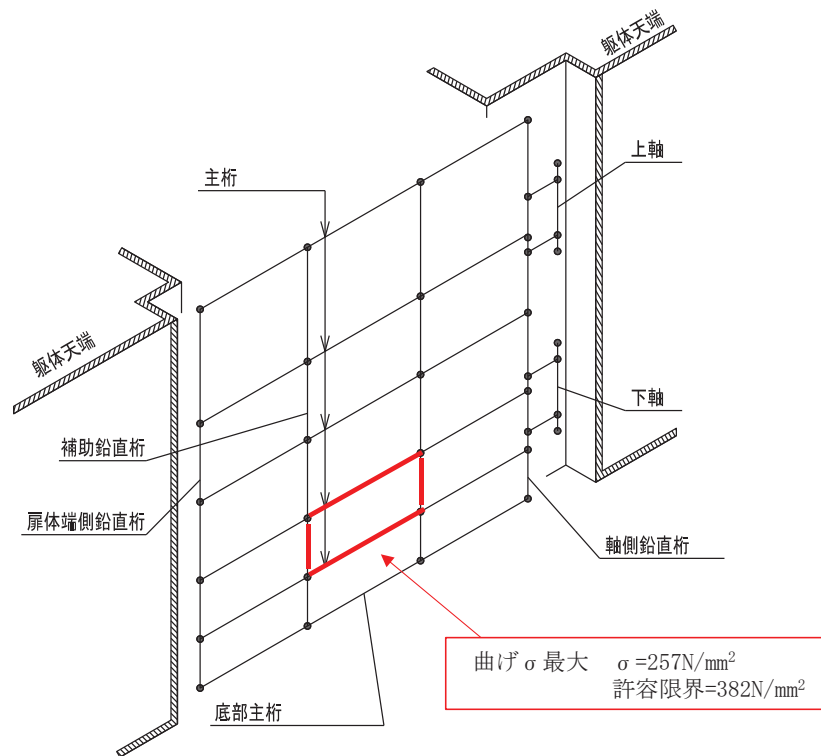 躯体天端
上軸
主桁
躯体天端
下軸
補助鉛直桁
扉体端側鉛直桁
軸側鉛直桁
曲げσ最大 σ=257N/mm²
許容限界=382N/mm²
底部主桁